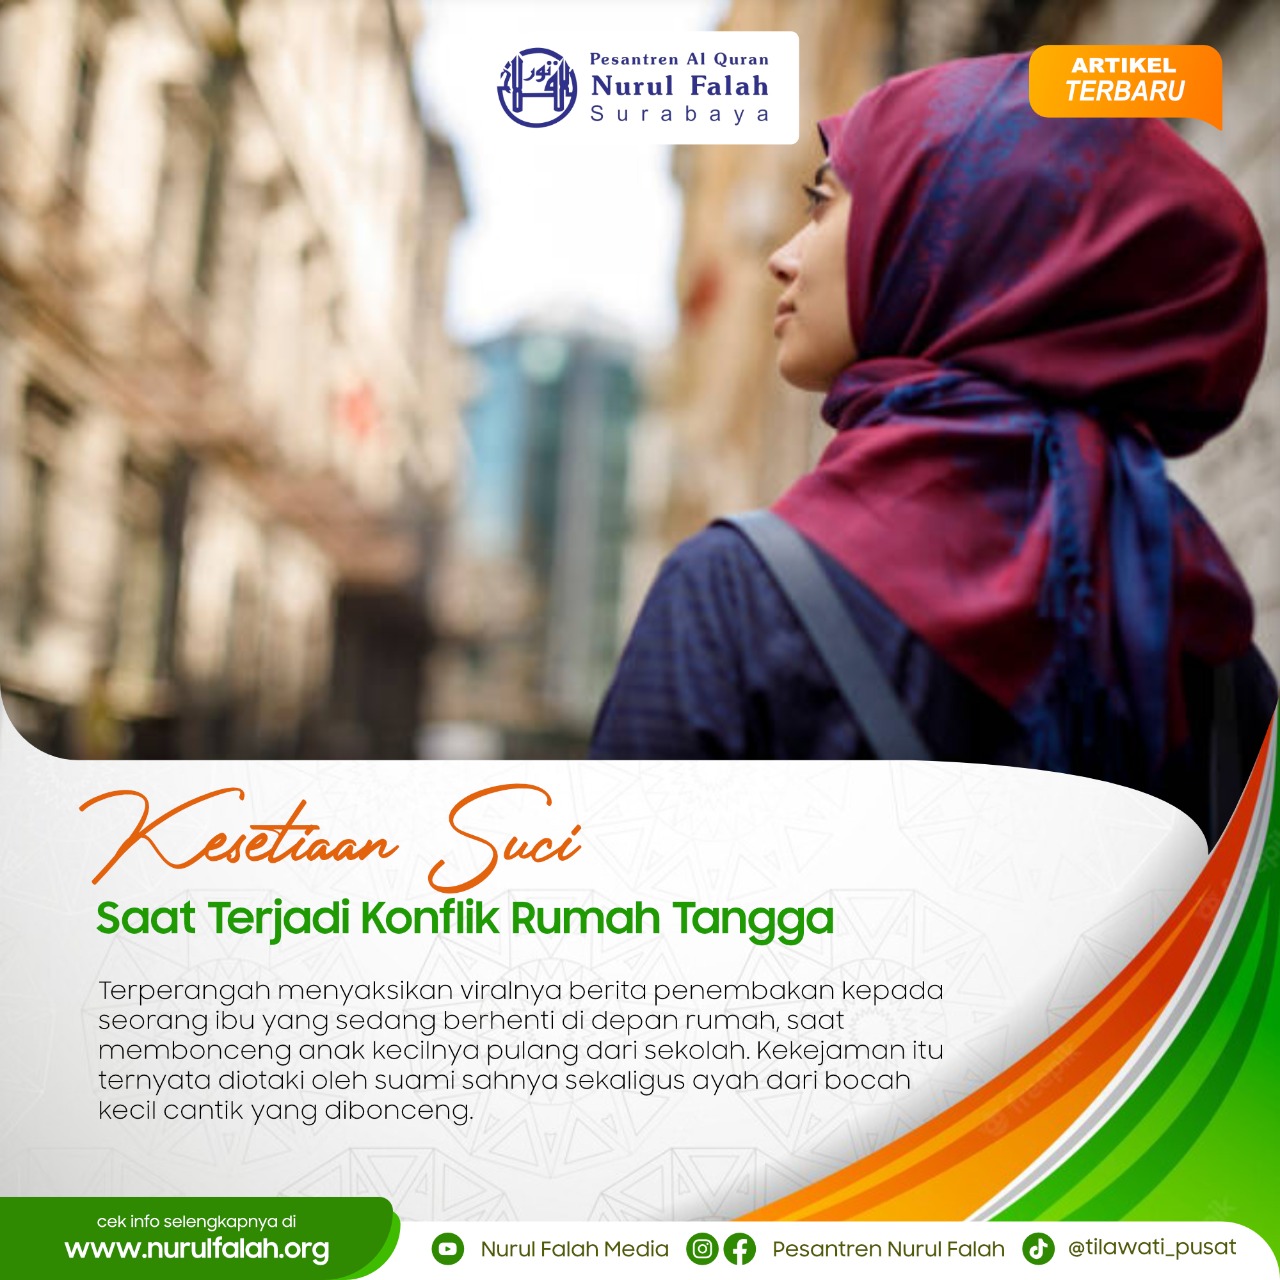 Pesantren Al Quran
Nurul Falah
Surabaya
ARTIKEL
TERBARU
Kesetiaan Suci
Saat Terjadi Konflik Rumah Tangga
Terperangah menyaksikan viralnya berita penembakan kepada
seorang ibu yang sedang berhenti di depan rumah, saat
membonceng anak kecilnya pulang dari sekolah. Kekejaman itu
ternyata diotaki oleh suami sahnya sekaligus ayah dari bocah
kecil cantik yang dibonceng.
cek info selengkapnya di
www.nurulfalah.org
Nurul Falah Media
Pesantren Nurul Falah
@tilawati_pusat